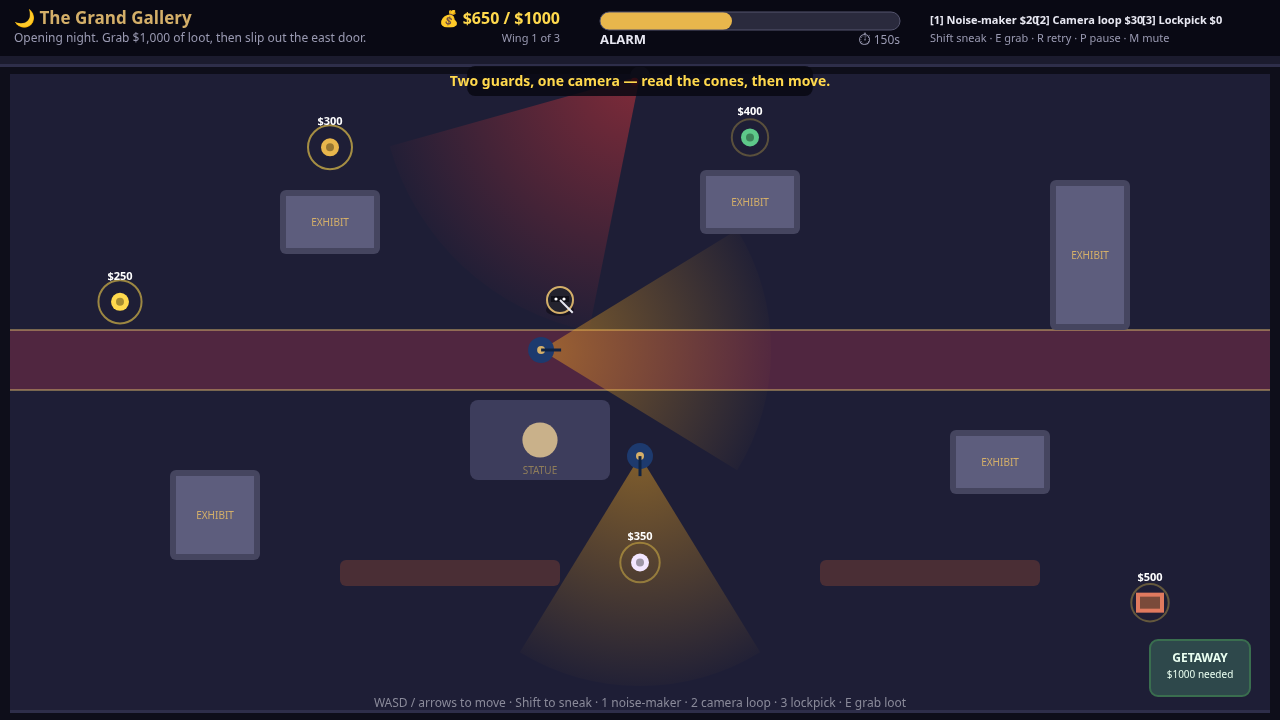 🌙 The Grand Gallery
Opening night. Grab $1,000 of loot, then slip out the east door.
💰 $650 / $1000
Wing 1 of 3
ALARM
⏱ 150s
[1] Noise-maker $20[2] Camera loop $30[3] Lockpick $0
Shift sneak · E grab · R retry · P pause · M mute
Two guards, one camera — read the cones, then move.
$300
$400
EXHIBIT
EXHIBIT
EXHIBIT
$250
STATUE
EXHIBIT
EXHIBIT
$350
$500
GETAWAY
$1000 needed
WASD / arrows to move · Shift to sneak · 1 noise-maker · 2 camera loop · 3 lockpick · E grab loot